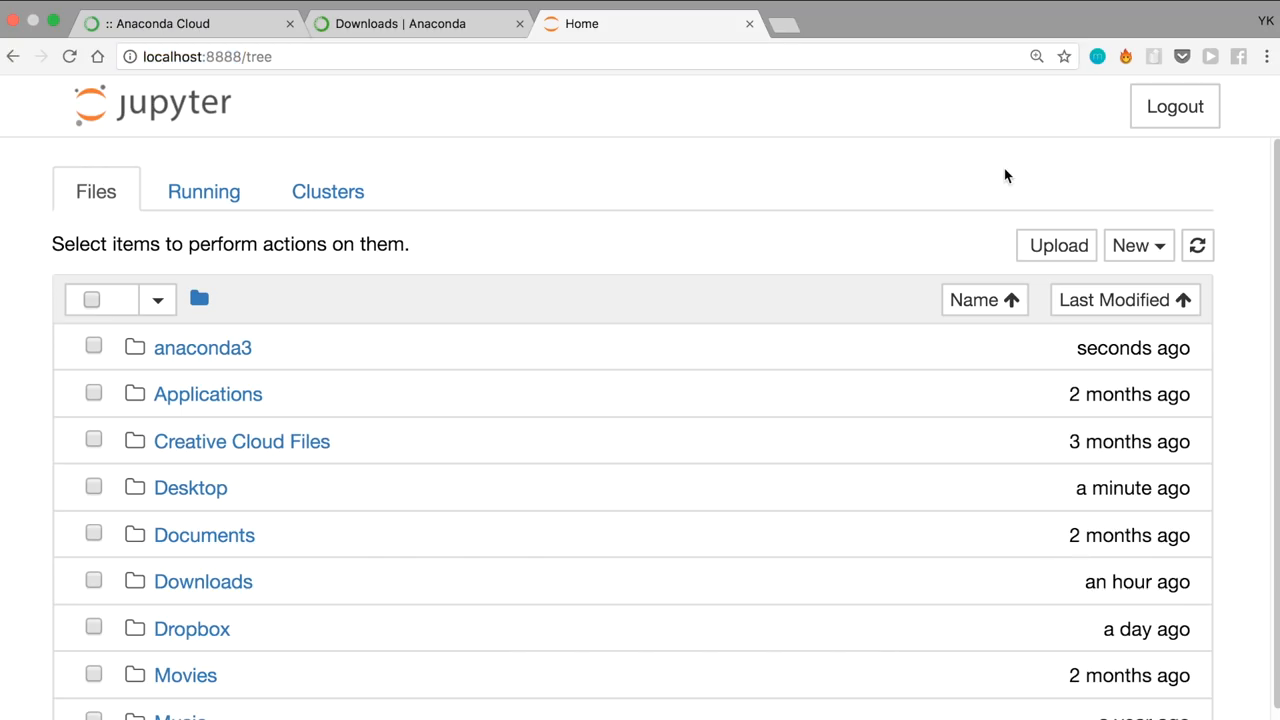 :: Anaconda Cloud
Downloads | Anaconda
Home
YK
localhost:8888/tree
jupyter
Logout
Files
Running
Clusters
Select items to perform actions on them.
Upload
New
Name
Last Modified
anaconda3
seconds ago
Applications
2 months ago
Creative Cloud Files
3 months ago
Desktop
a minute ago
Documents
2 months ago
Downloads
an hour ago
Dropbox
a day ago
Movies
2 months ago
Music
a year ago